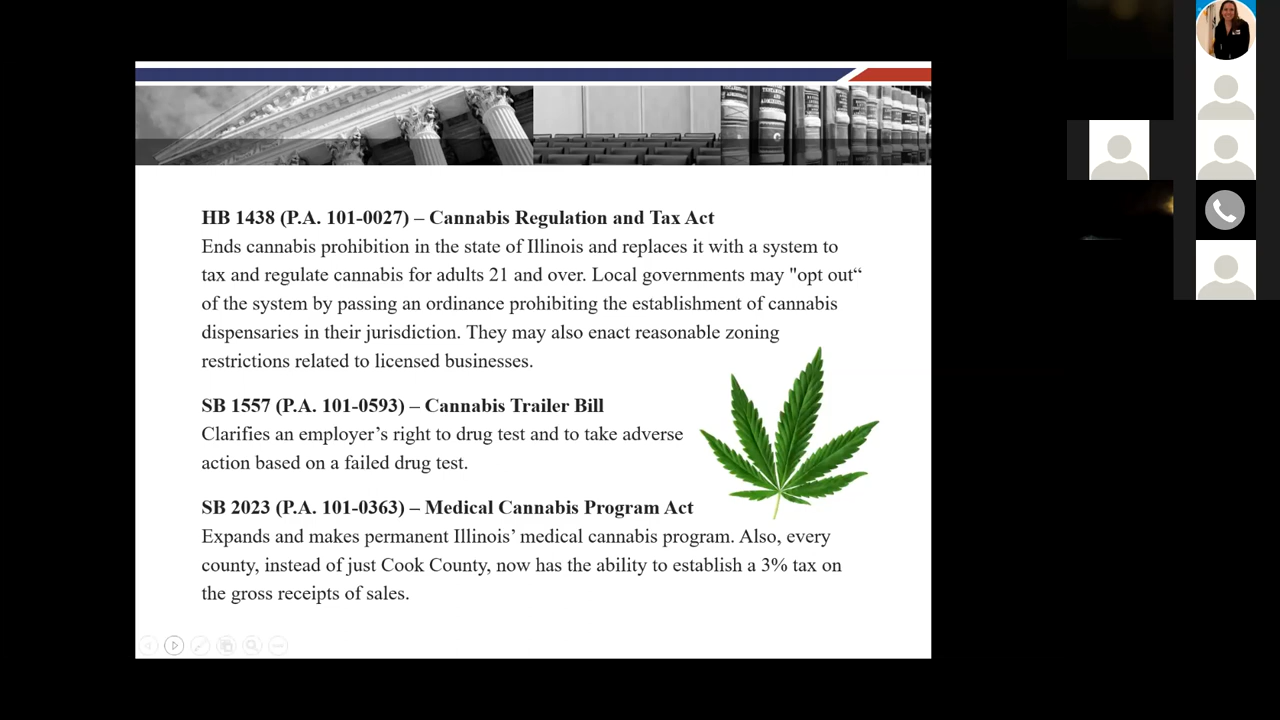 HB 1438 (P.A. 101-0027) – Cannabis Regulation and Tax Act
Ends cannabis prohibition in the state of Illinois and replaces it with a system to
tax and regulate cannabis for adults 21 and over. Local governments may "opt out“
of the system by passing an ordinance prohibiting the establishment of cannabis
dispensaries in their jurisdiction. They may also enact reasonable zoning
restrictions related to licensed businesses.
SB 1557 (P.A. 101-0593) – Cannabis Trailer Bill
Clarifies an employer’s right to drug test and to take adverse
action based on a failed drug test.
SB 2023 (P.A. 101-0363) – Medical Cannabis Program Act
Expands and makes permanent Illinois’ medical cannabis program. Also, every
county, instead of just Cook County, now has the ability to establish a 3% tax on
the gross receipts of sales.